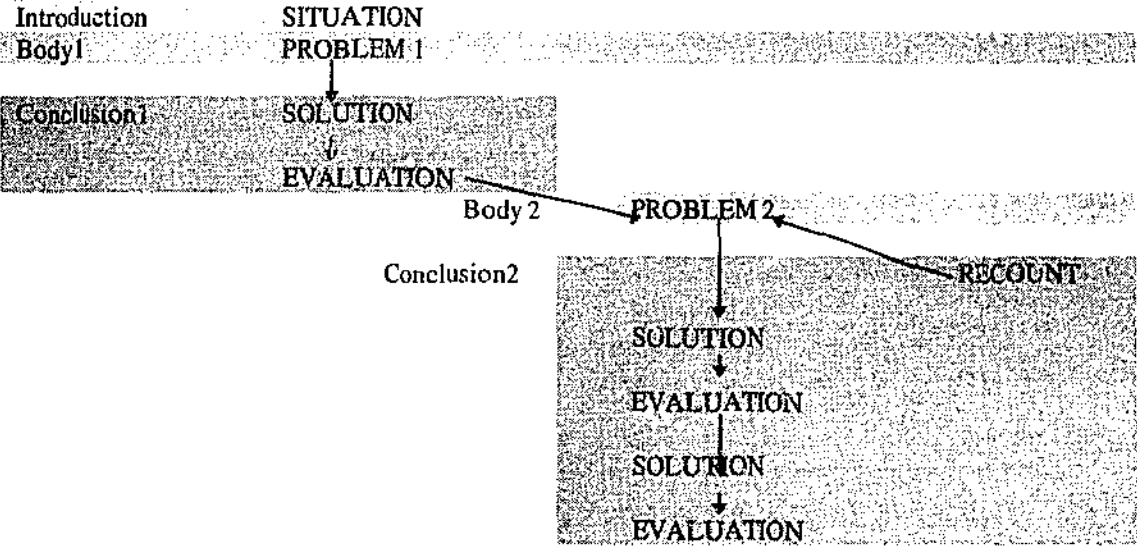 Introduction SITUATION
Body1 PROBLEM 1
Conclusion1 SOLUTION
EVALUATION
Body 2 PROBLEM 2
Conclusion2 RECOUNT
SOLUTION
EVALUATION
SOLUTION
EVALUATION